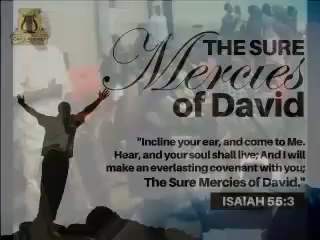 THE SURE
Mercies
of David
"Incline your ear, and come to Me.
Hear, and your soul shall live; And I will
make an everlasting covenant with you;
The Sure Mercies of David."
ISAIAH 55:3